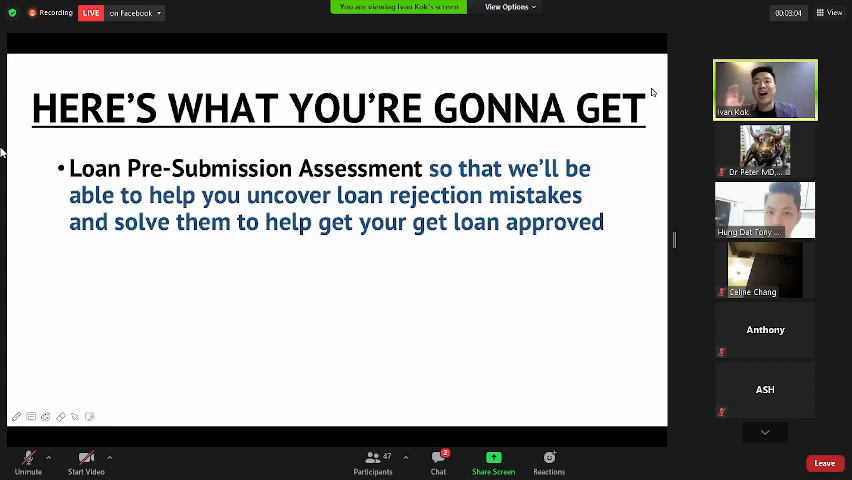 Recording
LIVE
on Facebook
You are viewing Ivan Kok's screen
View Options
00:03:04
View
HERE'S WHAT YOU'RE GONNA GET
• Loan Pre-Submission Assessment so that we'll be
able to help you uncover loan rejection mistakes
and solve them to help get your get loan approved
Ivan Kok
Dr Peter MD,...
Hung Dat Tony ...
Celine Chang
Anthony
ASH
Unmute
Start Video
Participants
47
Chat
2
Share Screen
Reactions
Leave